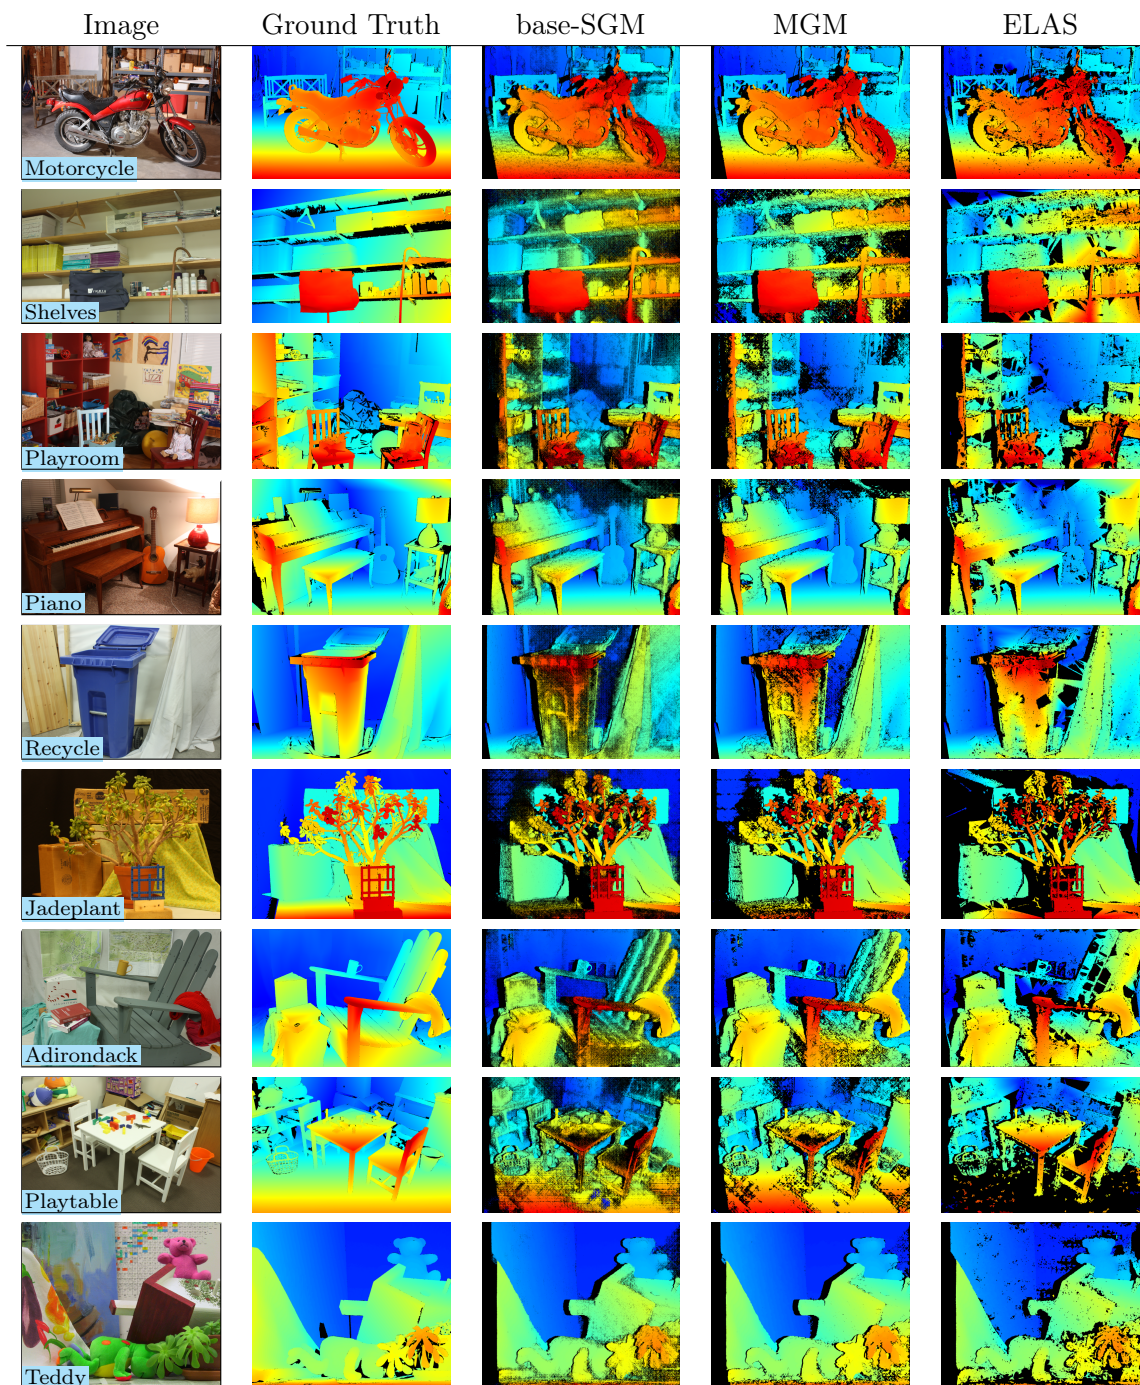 Image Ground Truth base-SGM MGM ELAS
Motorcycle
Shelves
Playroom
Piano
Recycle
Jadeplant
Adirondack
Playtable
Teddy